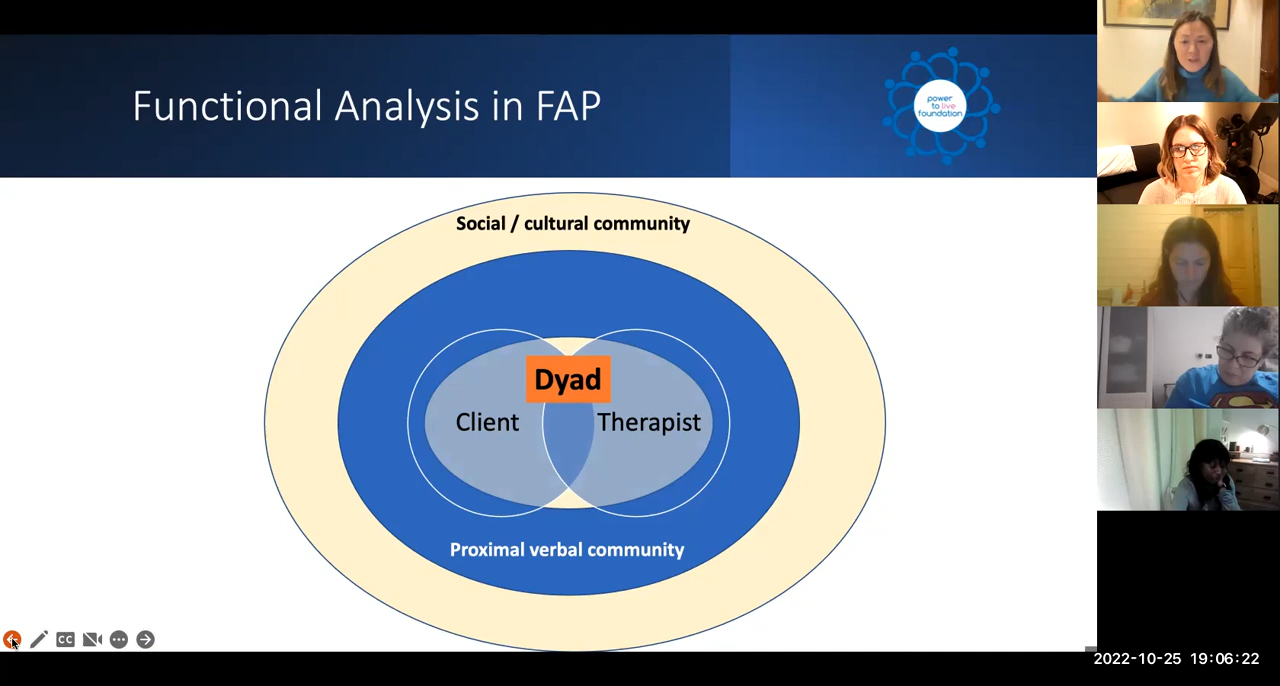 Functional Analysis in FAP
power
to live
foundation
Social / cultural community
Dyad
Client
Therapist
Proximal verbal community
CC
2022-10-25 19:06:22